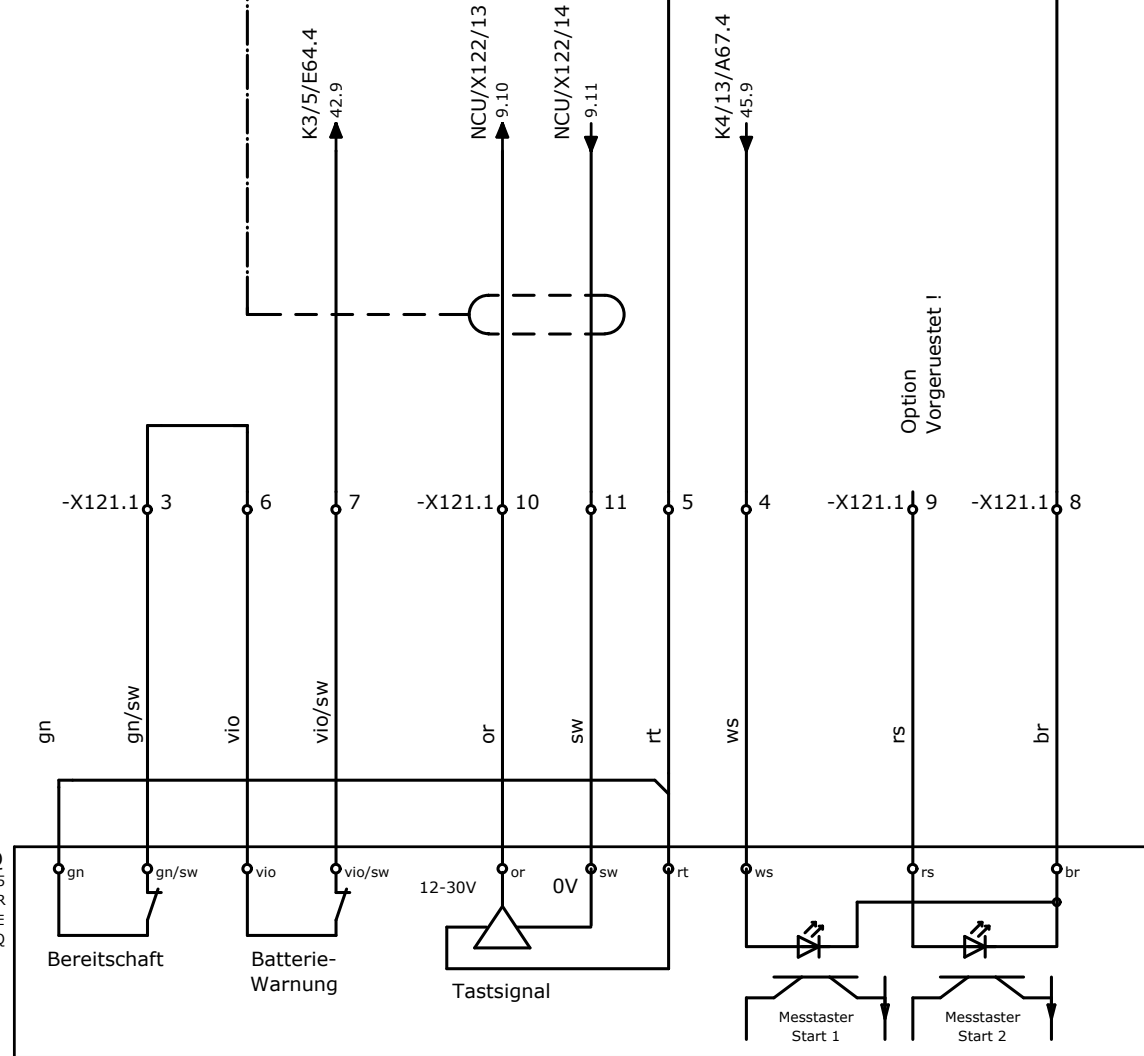 K3/5/E64.4
42.9
NCU/X122/13
9.10
NCU/X122/14
9.11
K4/13/A67.4
45.9
Option
Vorgeruestet !
-X121.1 3
6
7
-X121.1 10
11
5
4
-X121.1 9
-X121.1 8
gn
gn/sw
vio
vio/sw
or
sw
rt
ws
rs
br
gn
gn/sw
vio
vio/sw
or
sw
rt
ws
rs
br
12-30V
0V
Bereitschaft
Batterie-
Warnung
Tastsignal
Messtaster
Start 1
Messtaster
Start 2